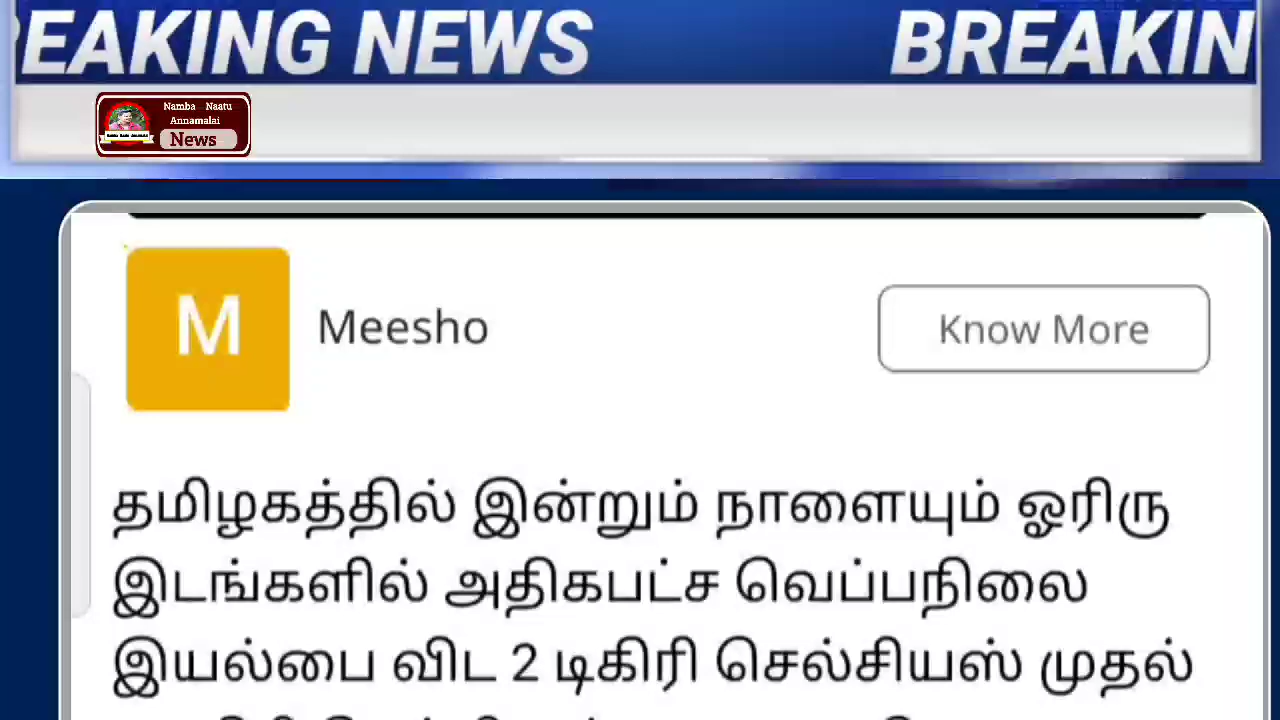 EAKING NEWS BREAKIN
Namba Naatu
Annamalai
News
M
Meesho
Know More
தமிழகத்தில் இன்றும் நாளையும் ஓரிரு
இடங்களில் அதிகபட்ச வெப்பநிலை
இயல்பை விட 2 டிகிரி செல்சியஸ் முதல்